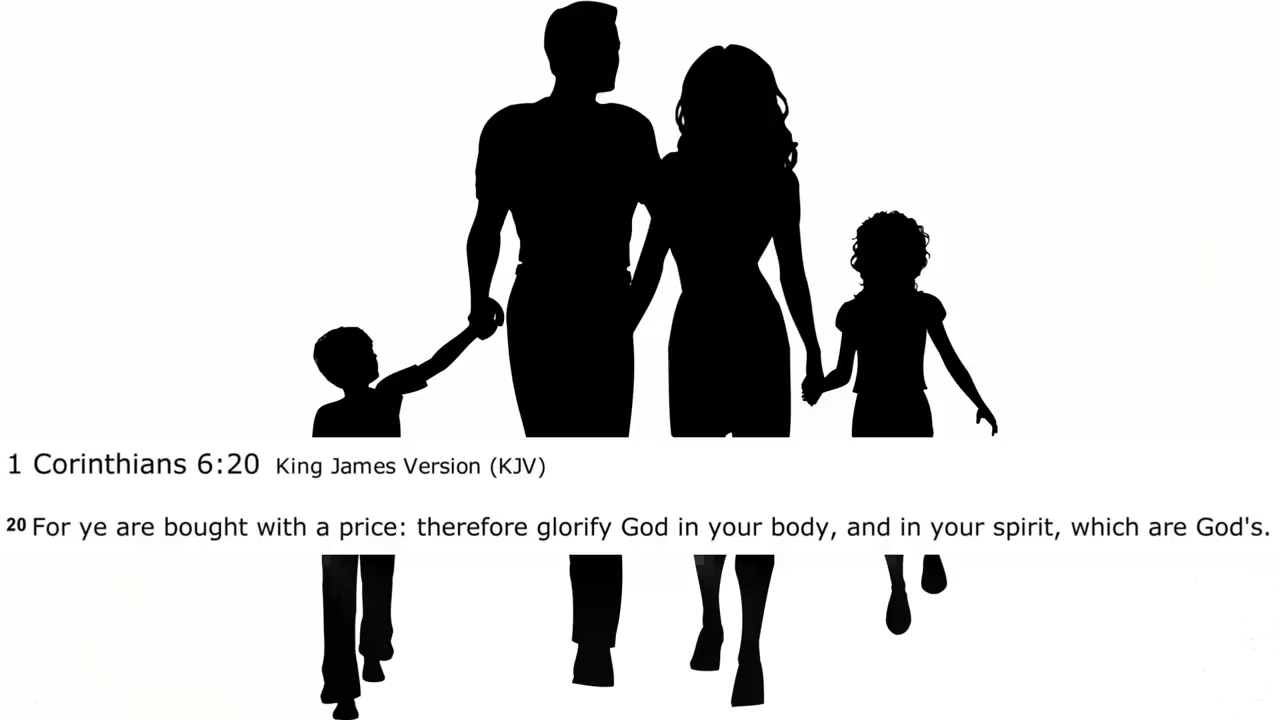 1 Corinthians 6:20 King James Version (KJV)
20 For ye are bought with a price: therefore glorify God in your body, and in your spirit, which are God's.